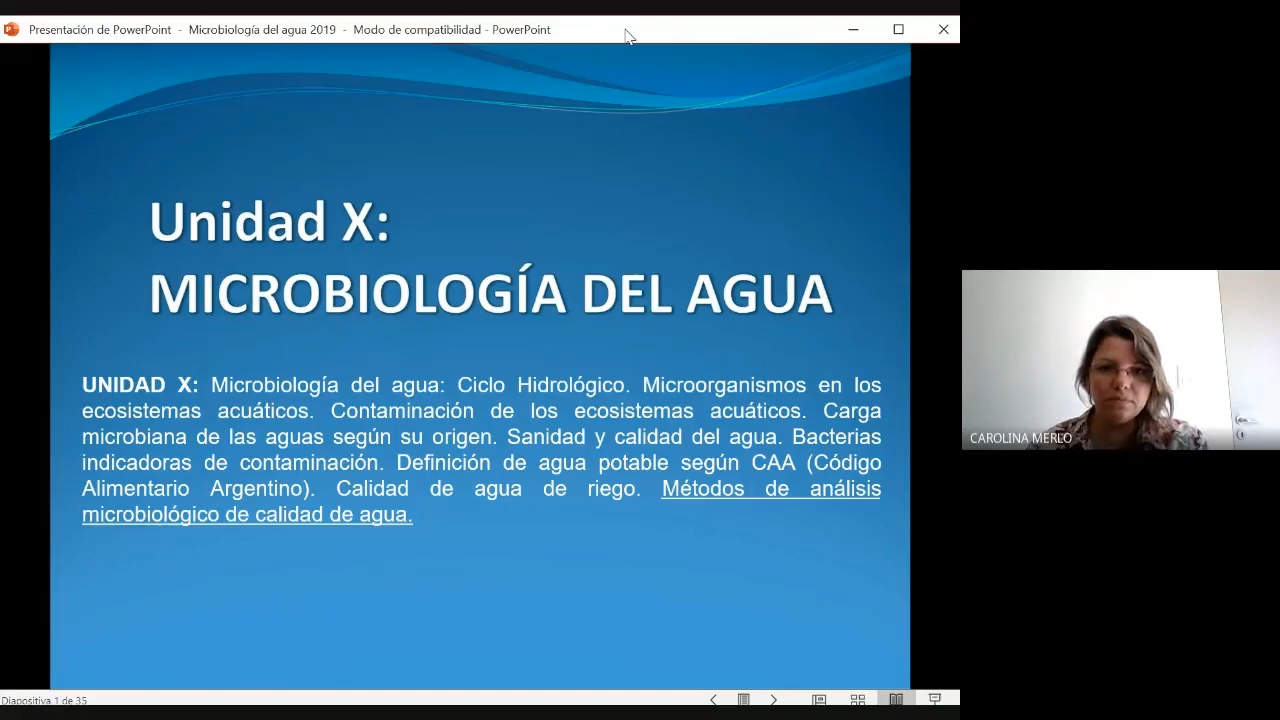 Presentación de PowerPoint - Microbiología del agua 2019 - Modo de compatibilidad - PowerPoint
Unidad X:
MICROBIOLOGÍA DEL AGUA
UNIDAD X: Microbiología del agua: Ciclo Hidrológico. Microorganismos en los
ecosistemas acuáticos. Contaminación de los ecosistemas acuáticos. Carga
microbiana de las aguas según su origen. Sanidad y calidad del agua. Bacterias
indicadoras de contaminación. Definición de agua potable según CAA (Código
Alimentario Argentino). Calidad de agua de riego. Métodos de análisis
microbiológico de calidad de agua.
CAROLINA MERLO
Diapositiva 1 de 35